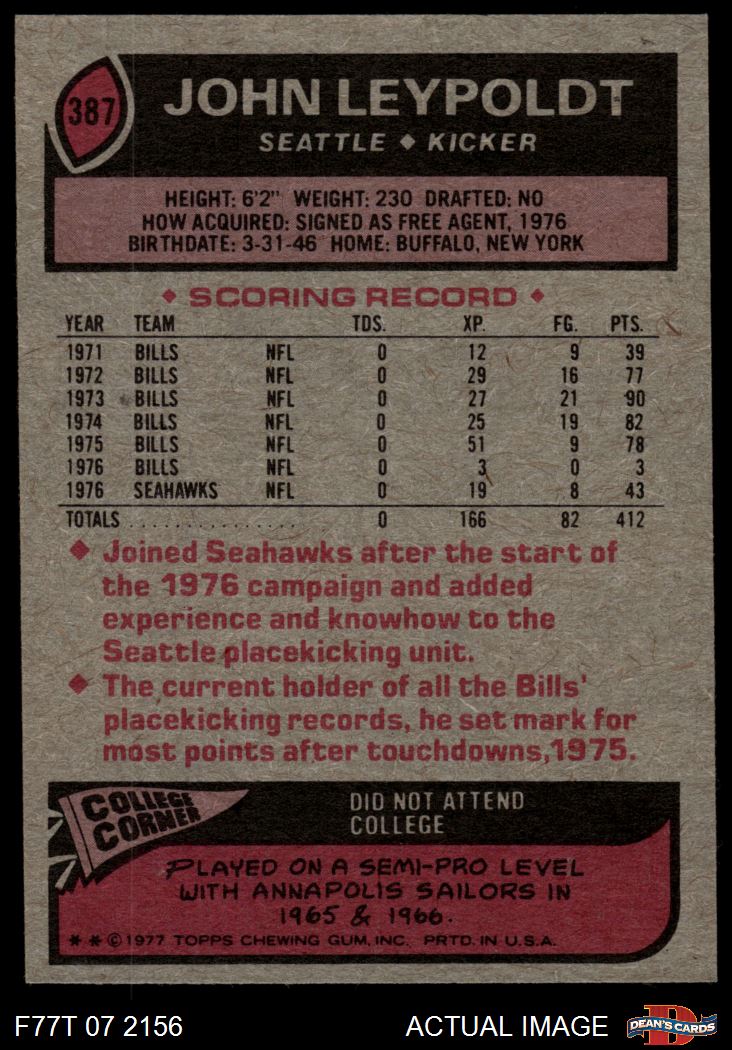 387
JOHN LEYPOLDT
SEATTLE ◆ KICKER
HEIGHT: 6'2" WEIGHT: 230 DRAFTED: NO
HOW ACQUIRED: SIGNED AS FREE AGENT, 1976
BIRTHDATE: 3-31-46 HOME: BUFFALO, NEW YORK
◆ SCORING RECORD ◆
YEAR TEAM TDS. XP. FG. PTS.
1971 BILLS NFL 0 12 9 39
1972 BILLS NFL 0 29 16 77
1973 BILLS NFL 0 27 21 90
1974 BILLS NFL 0 25 19 82
1975 BILLS NFL 0 51 9 78
1976 BILLS NFL 0 3 0 3
1976 SEAHAWKS NFL 0 19 8 43
TOTALS . . . . . . . . . . . . . . . 0 166 82 412
◆ Joined Seahawks after the start of
the 1976 campaign and added
experience and knowhow to the
Seattle placekicking unit.
◆ The current holder of all the Bills'
placekicking records, he set mark for
most points after touchdowns,1975.
COLLEGE
CORNER
DID NOT ATTEND
COLLEGE
PLAYED ON A SEMI-PRO LEVEL
WITH ANNAPOLIS SAILORS IN
1965 & 1966.
* * © 1977 TOPPS CHEWING GUM, INC. PRTD. IN U.S.A.
F77T 07 2156 ACTUAL IMAGE
DEAN'S CARDS